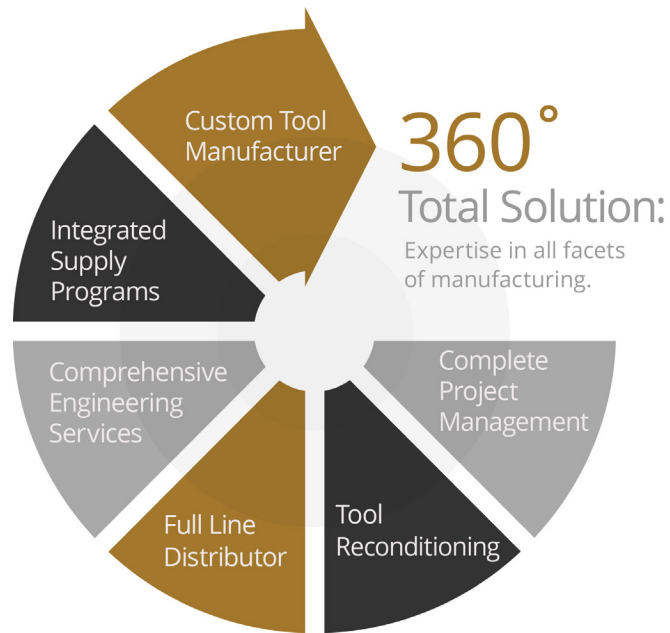 Custom Tool
Manufacturer
360°
Total Solution:
Expertise in all facets
of manufacturing.
Integrated
Supply
Programs
Comprehensive
Engineering
Services
Complete
Project
Management
Full Line
Distributor
Tool
Reconditioning